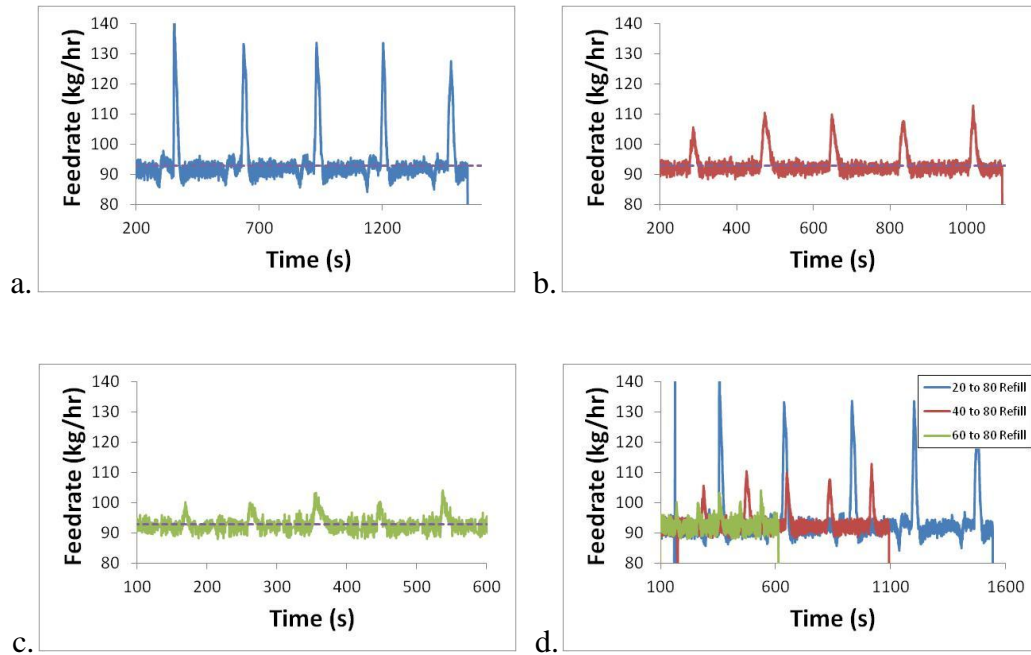 140
130
120
110
100
90
80
Feedrate (kg/hr)
200 700 1200
Time (s)
a.
140
130
120
110
100
90
80
Feedrate (kg/hr)
200 400 600 800 1000
Time (s)
b.
140
130
120
110
100
90
80
Feedrate (kg/hr)
100 200 300 400 500 600
Time (s)
c.
140
130
120
110
100
90
80
Feedrate (kg/hr)
20 to 80 Refill
40 to 80 Refill
60 to 80 Refill
100 600 1100 1600
Time (s)
d.